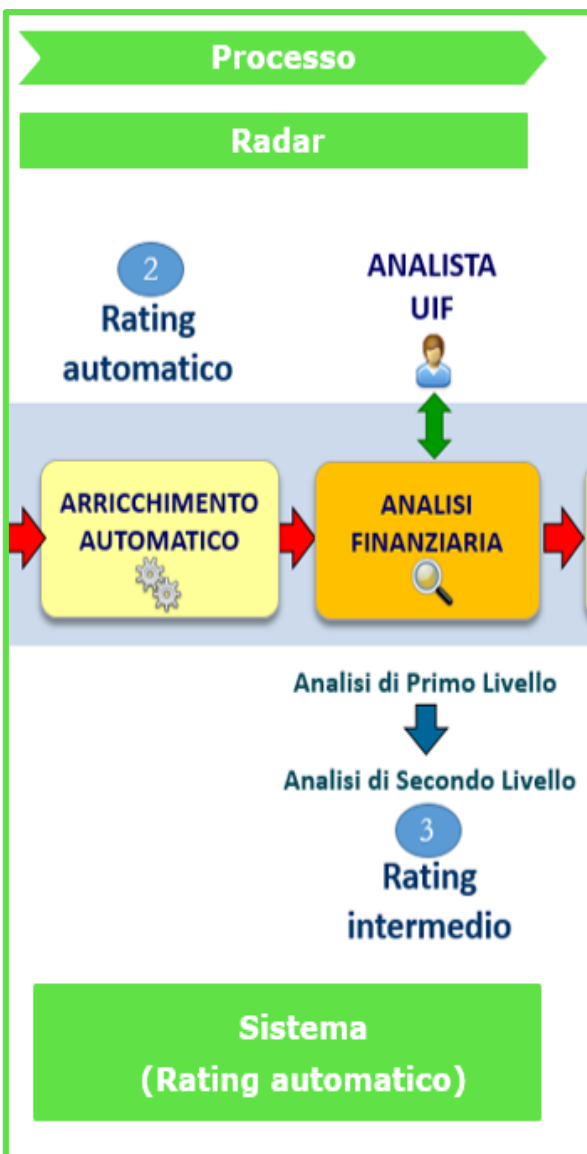 Processo
Radar
2
Rating
automatico
ANALISTA
UIF
ARRICCHIMENTO
AUTOMATICO
ANALISI
FINANZIARIA
Analisi di Primo Livello
Analisi di Secondo Livello
3
Rating
intermedio
Sistema
(Rating automatico)